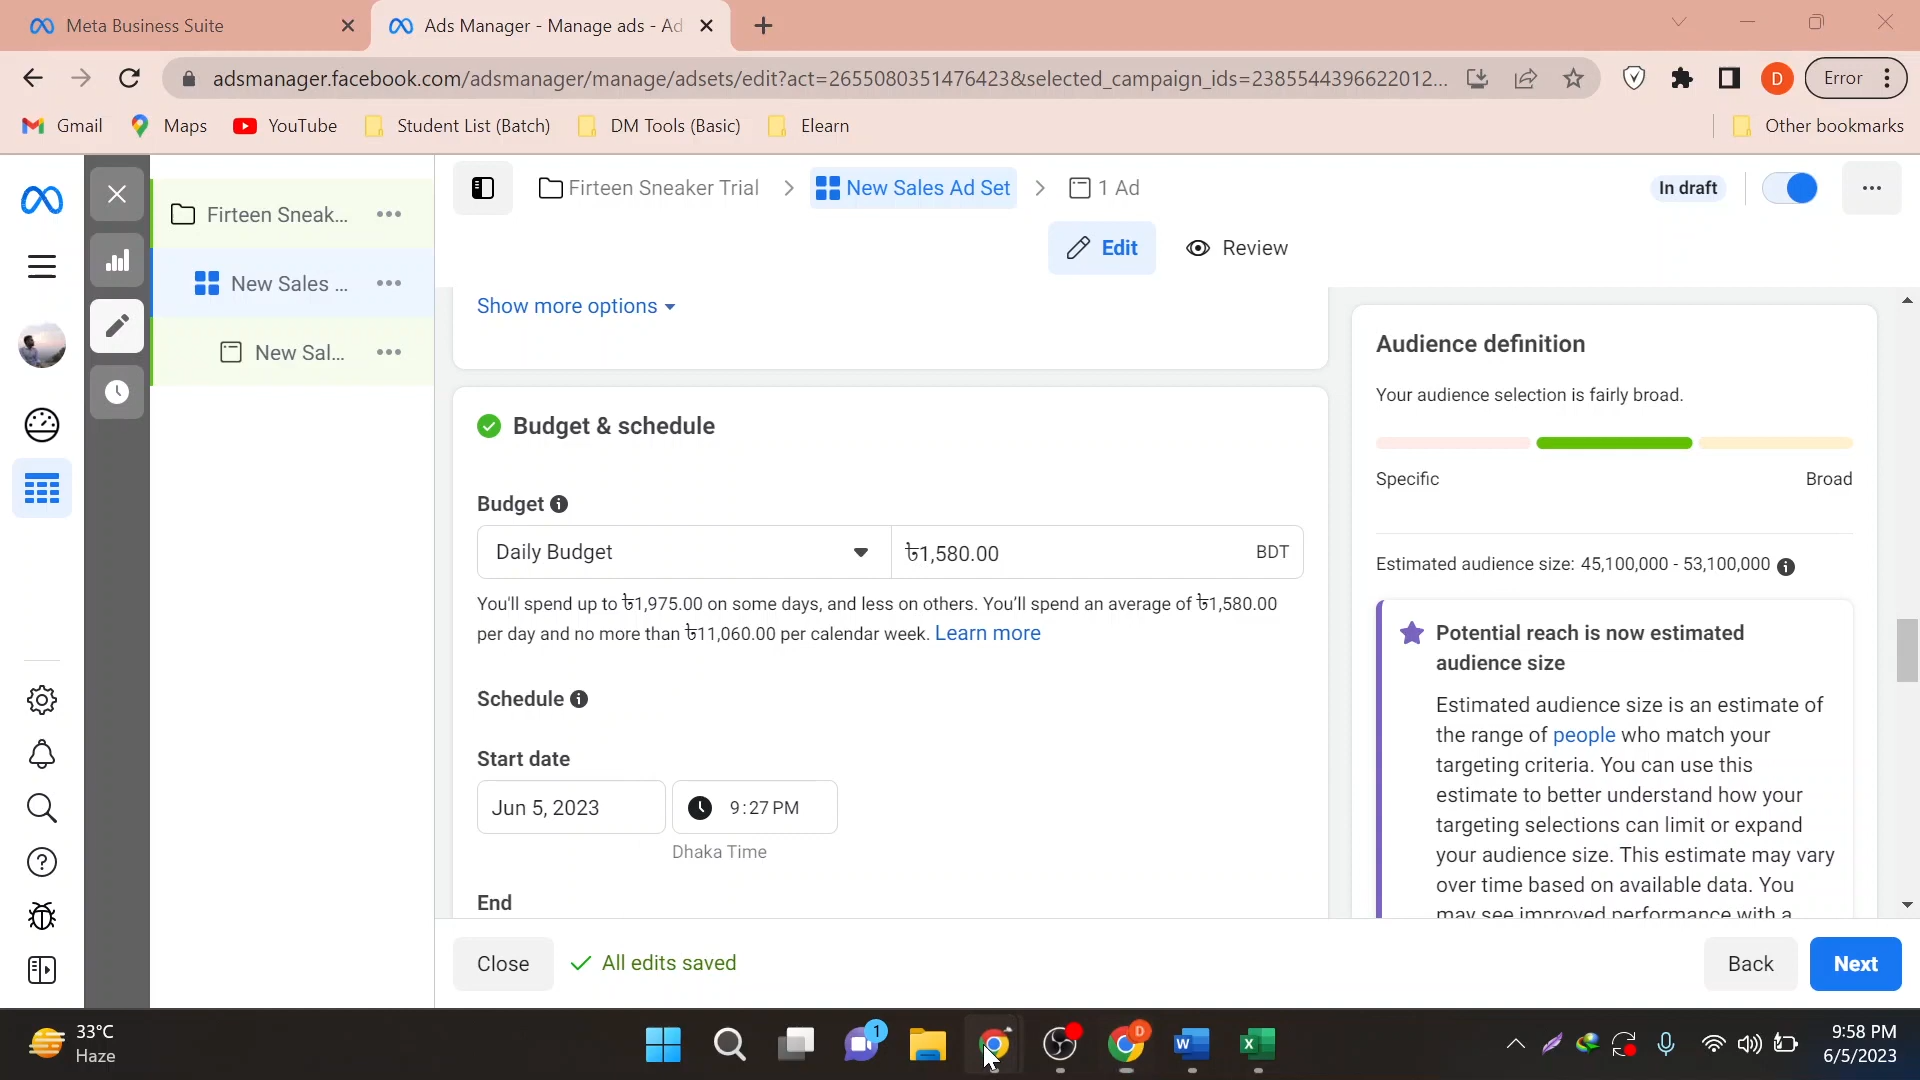 Meta Business Suite
Ads Manager - Manage ads - Ad
adsmanager.facebook.com/adsmanager/manage/adsets/edit?act=2655080351476423&selected_campaign_ids=2385544396622012...
D
Error
Gmail
Maps
YouTube
Student List (Batch)
DM Tools (Basic)
Elearn
Other bookmarks
Firteen Sneak...
New Sales ...
New Sal...
Firteen Sneaker Trial
New Sales Ad Set
1 Ad
In draft
Edit
Review
Show more options
Budget & schedule
Budget
Daily Budget
৳1,580.00
BDT
You'll spend up to ৳1,975.00 on some days, and less on others. You'll spend an average of ৳1,580.00
per day and no more than ৳11,060.00 per calendar week. Learn more
Schedule
Start date
Jun 5, 2023
9:27 PM
Dhaka Time
End
Audience definition
Your audience selection is fairly broad.
Specific
Broad
Estimated audience size: 45,100,000 - 53,100,000
Potential reach is now estimated
audience size
Estimated audience size is an estimate of
the range of people who match your
targeting criteria. You can use this
estimate to better understand how your
targeting selections can limit or expand
your audience size. This estimate may vary
over time based on available data. You
may see improved performance with a
Close
All edits saved
Back
Next
33°C
Haze
1
D
W
X
9:58 PM
6/5/2023